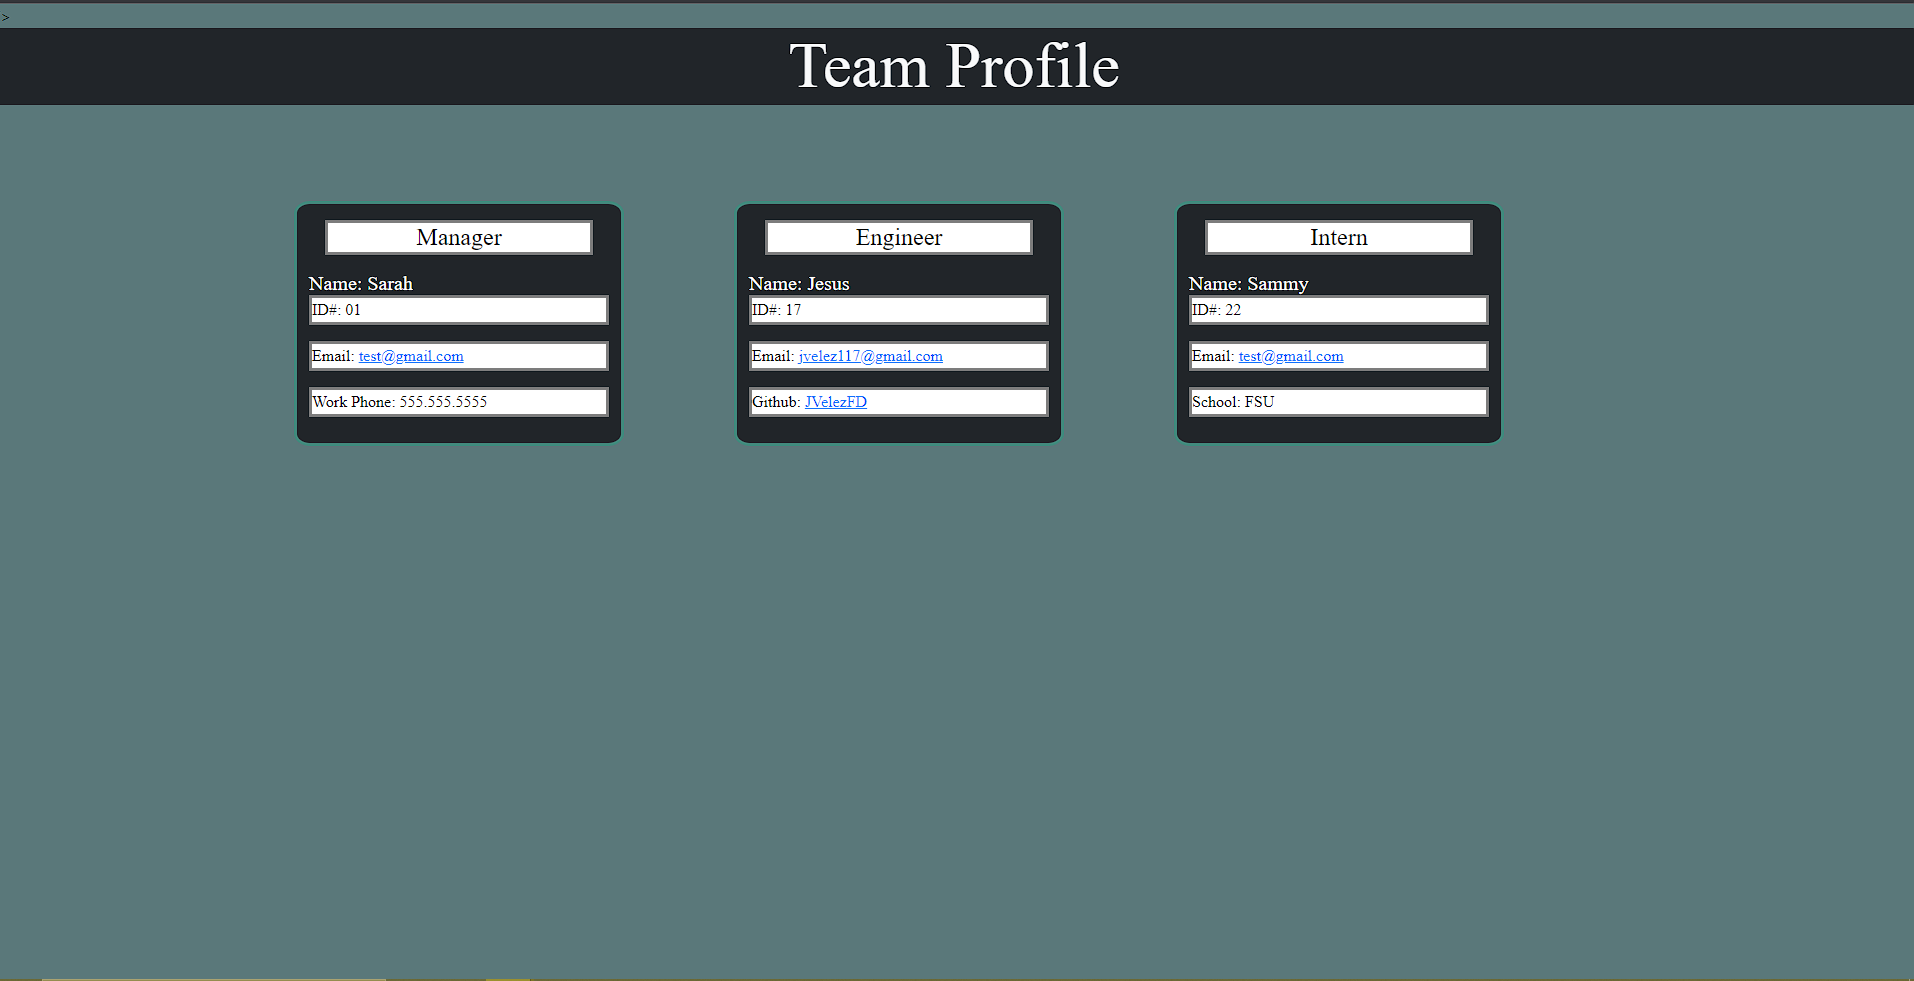 >
Team Profile
Manager
Name: Sarah
ID#: 01
Email: test@gmail.com
Work Phone: 555.555.5555
Engineer
Name: Jesus
ID#: 17
Email: jvelez117@gmail.com
Github: JVelezFD
Intern
Name: Sammy
ID#: 22
Email: test@gmail.com
School: FSU